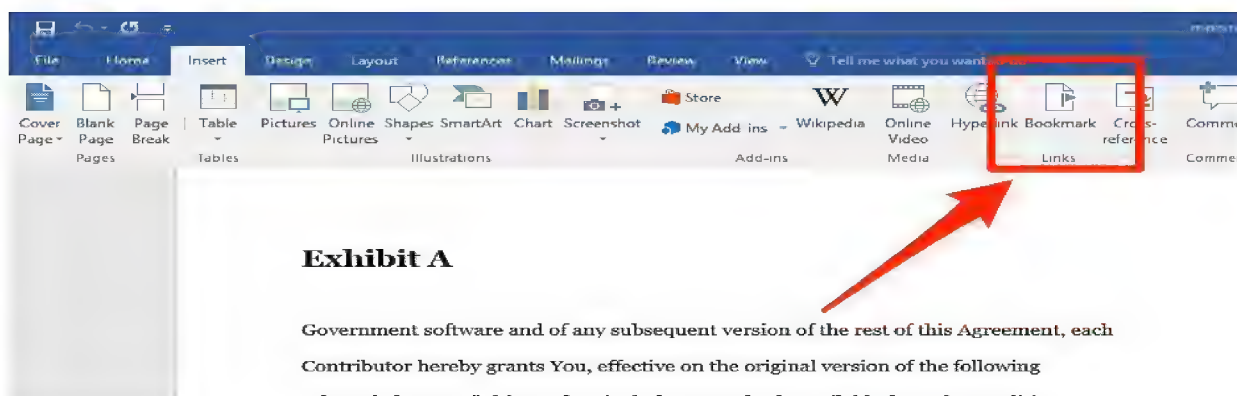 File Home Insert Design Layout References Mailings Review View Tell me what you want to do
Cover Blank Page Table Pictures Online Shapes SmartArt Chart Screenshot Store My Add-ins Wikipedia Online Hyperlink Bookmark Cross-
Page Page Break Pictures Video reference
Pages Tables Illustrations Add-ins Media Links
Exhibit A
Government software and of any subsequent version of the rest of this Agreement, each
Contributor hereby grants You, effective on the original version of the following